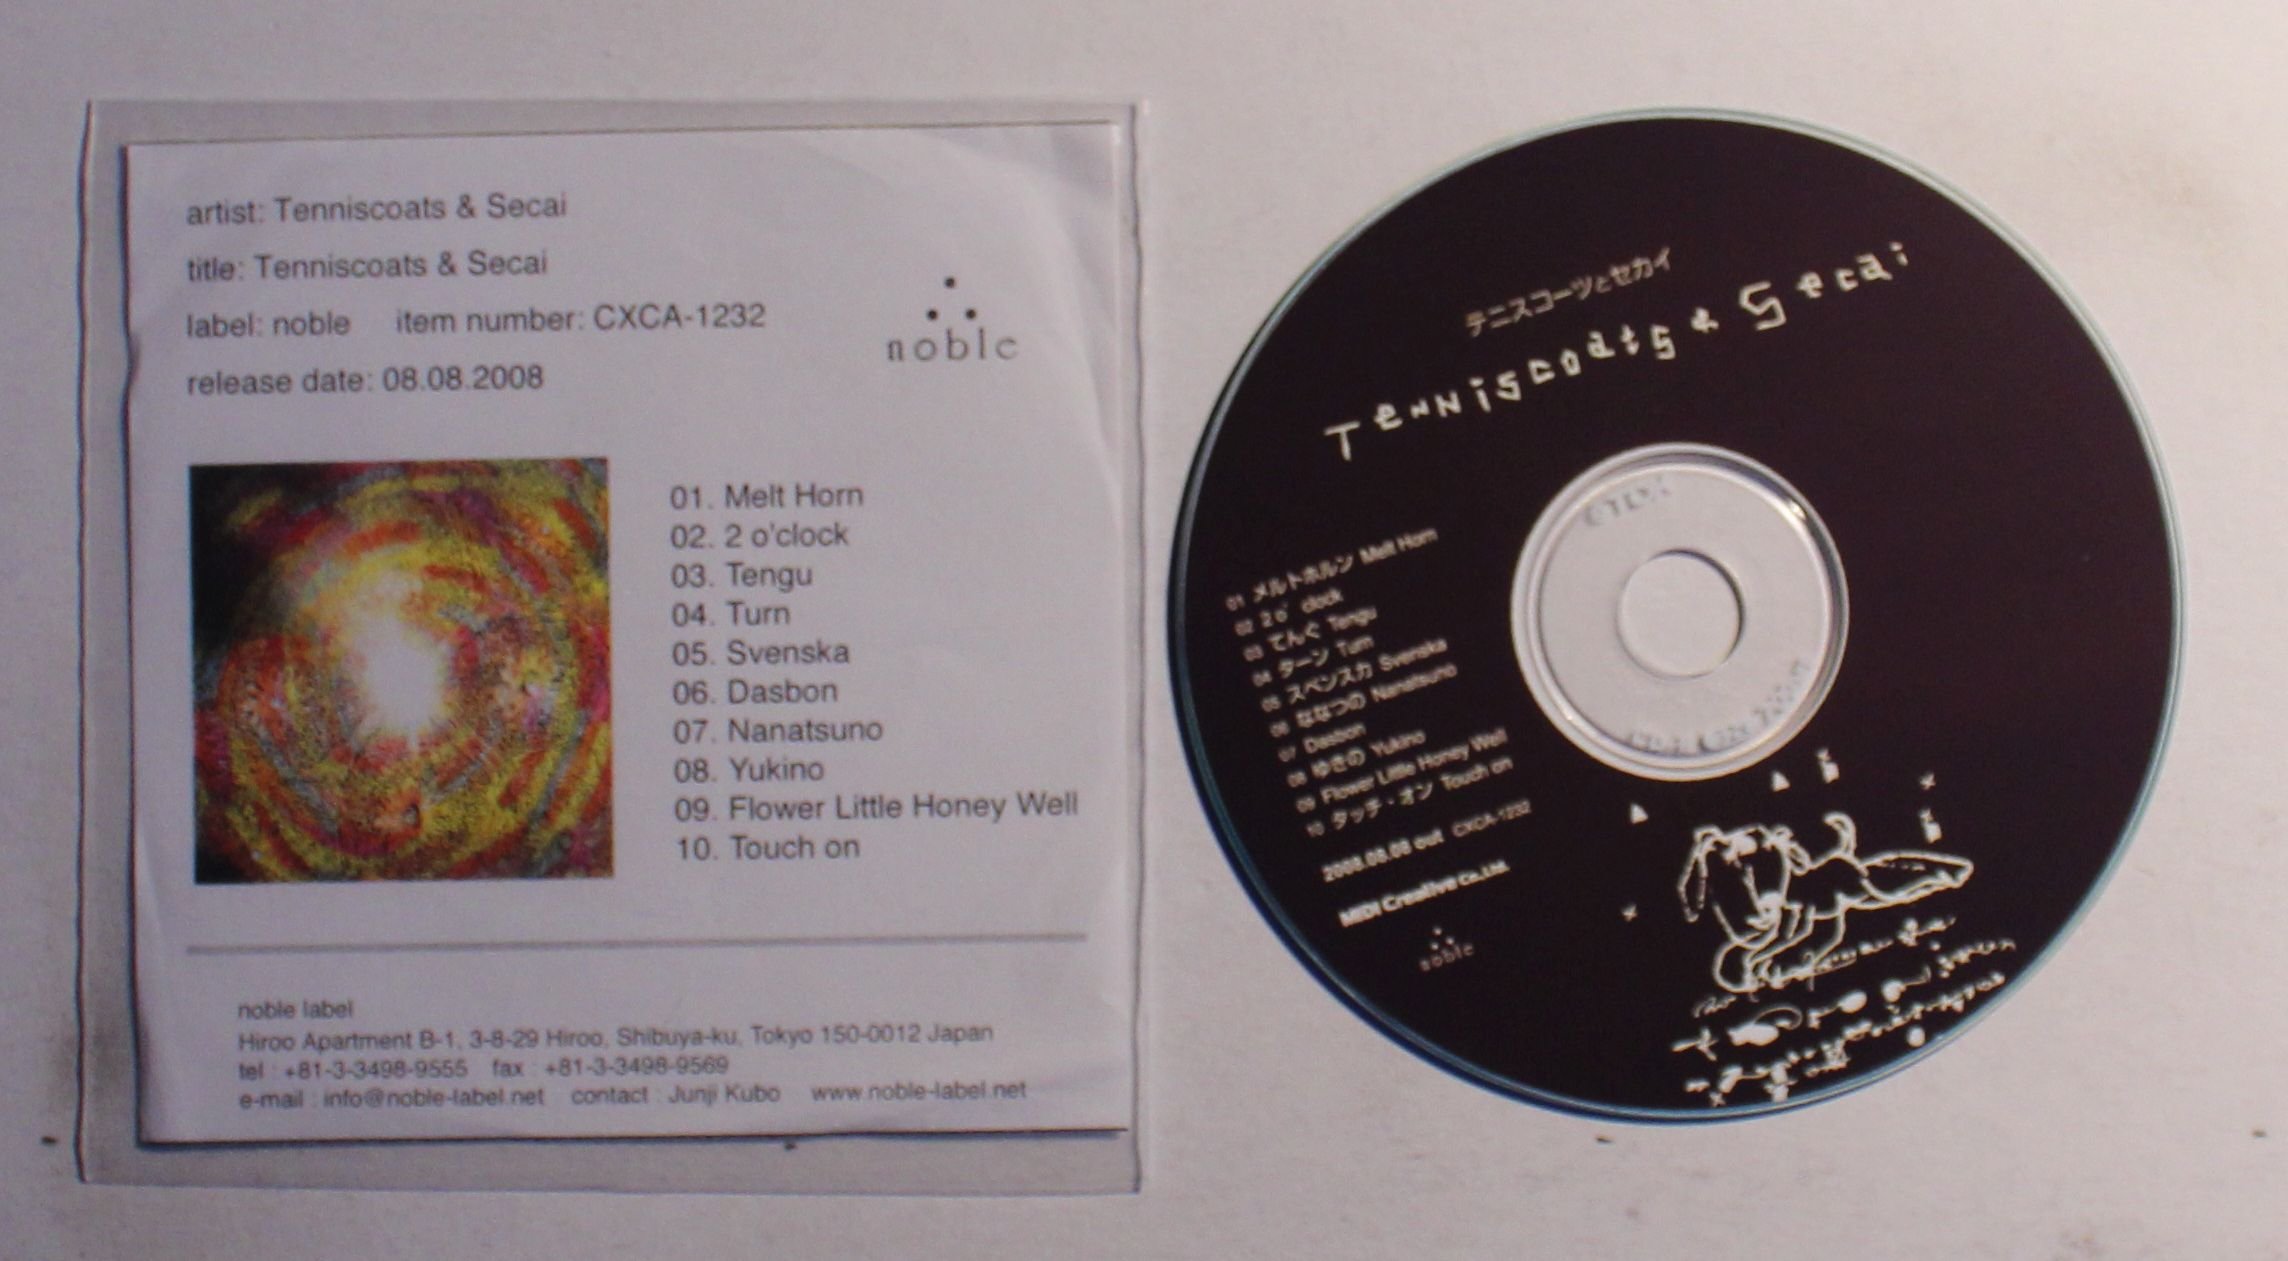 artist: Tenniscoats & Secai
title: Tenniscoats & Secai
label: noble item number: CXCA-1232
release date: 08.08.2008
noble
01. Melt Horn
02. 2 o'clock
03. Tengu
04. Turn
05. Svenska
06. Dasbon
07. Nanatsuno
08. Yukino
09. Flower Little Honey Well
10. Touch on
noble label
Hiroo Apartment B-1, 3-8-29 Hiroo, Shibuya-ku, Tokyo 150-0012 Japan
tel : +81-3-3498-9555 fax : +81-3-3498-9569
e-mail : info@noble-label.net contact : Junji Kubo www.noble-label.net
テニスコーツとセカイ
Tenniscoats & Secai
01 メルトホルン Melt Horn
02 2 o' clock
03 てんぐ Tengu
04 ターン Turn
05 スベンスカ Svenska
06 ななつの Nanatsuno
07 Dasbon
08 ゆきの Yukino
09 Flower Little Honey Well
10 タッチ・オン Touch on
2008.08.08 out CXCA-1232
MIDI Creative Co.,Ltd.
noble